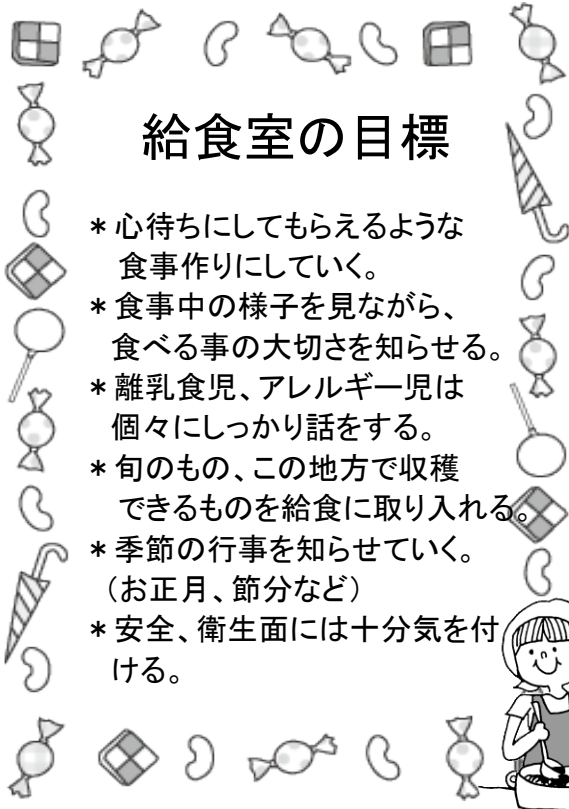 給食室の目標
＊心待ちにしてもらえるような
食事作りにしていく。
＊食事中の様子を見ながら、
食べる事の大切さを知らせる。
＊離乳食児、アレルギー児は
個々にしっかり話をする。
＊旬のもの、この地方で収穫
できるものを給食に取り入れる。
＊季節の行事を知らせていく。
（お正月、節分など）
＊安全、衛生面には十分気を付
ける。